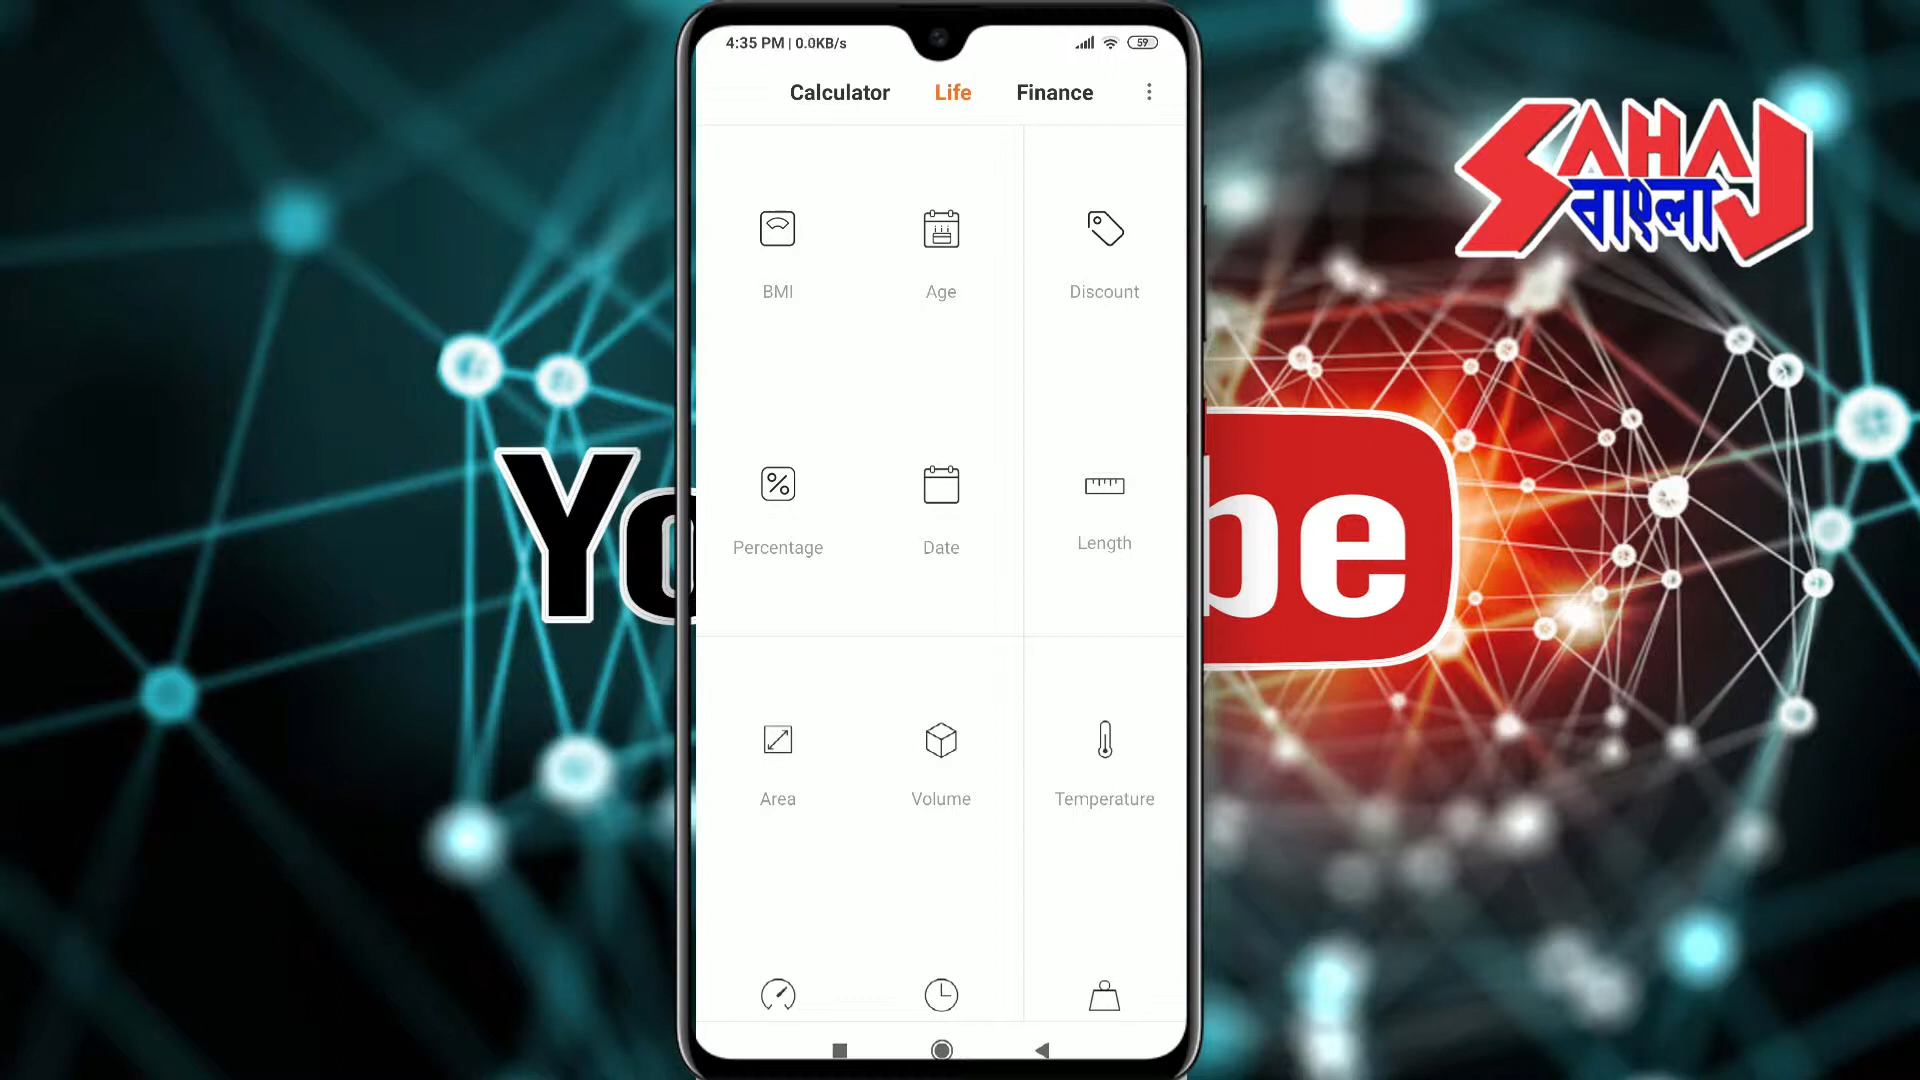 4:35 PM | 0.0KB/s
59
Calculator Life Finance
BMI Age Discount
Percentage Date Length
Area Volume Temperature
SAHAJ
বাংলা
Yo
be